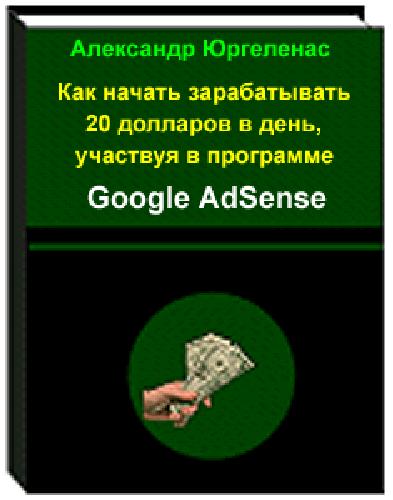 Александр Юргеленас
Как начать зарабатывать
20 долларов в день,
участвуя в программе
Google AdSense